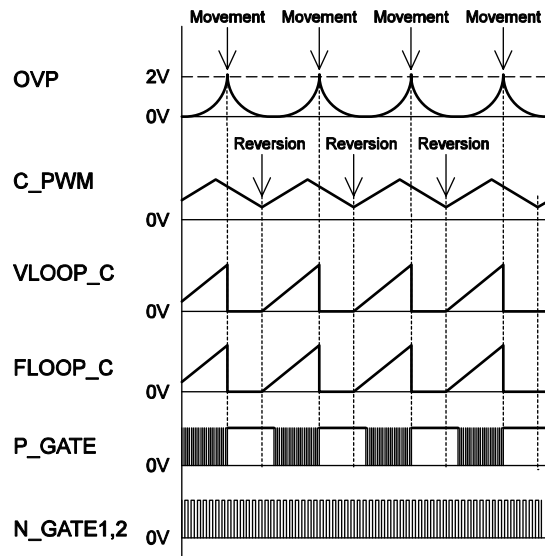 Movement Movement Movement Movement
OVP 2V
0V
Reversion Reversion Reversion
C_PWM
0V
VLOOP_C
0V
FLOOP_C
0V
P_GATE
0V
N_GATE1,2 0V